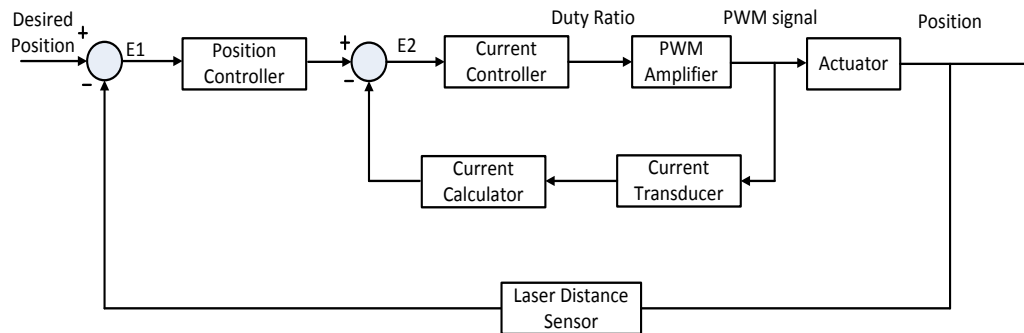 Desired
Position
+
−
E1
Position
Controller
+
−
E2
Current
Controller
Duty Ratio
PWM
Amplifier
PWM signal
Actuator
Position
Current
Calculator
Current
Transducer
Laser Distance
Sensor